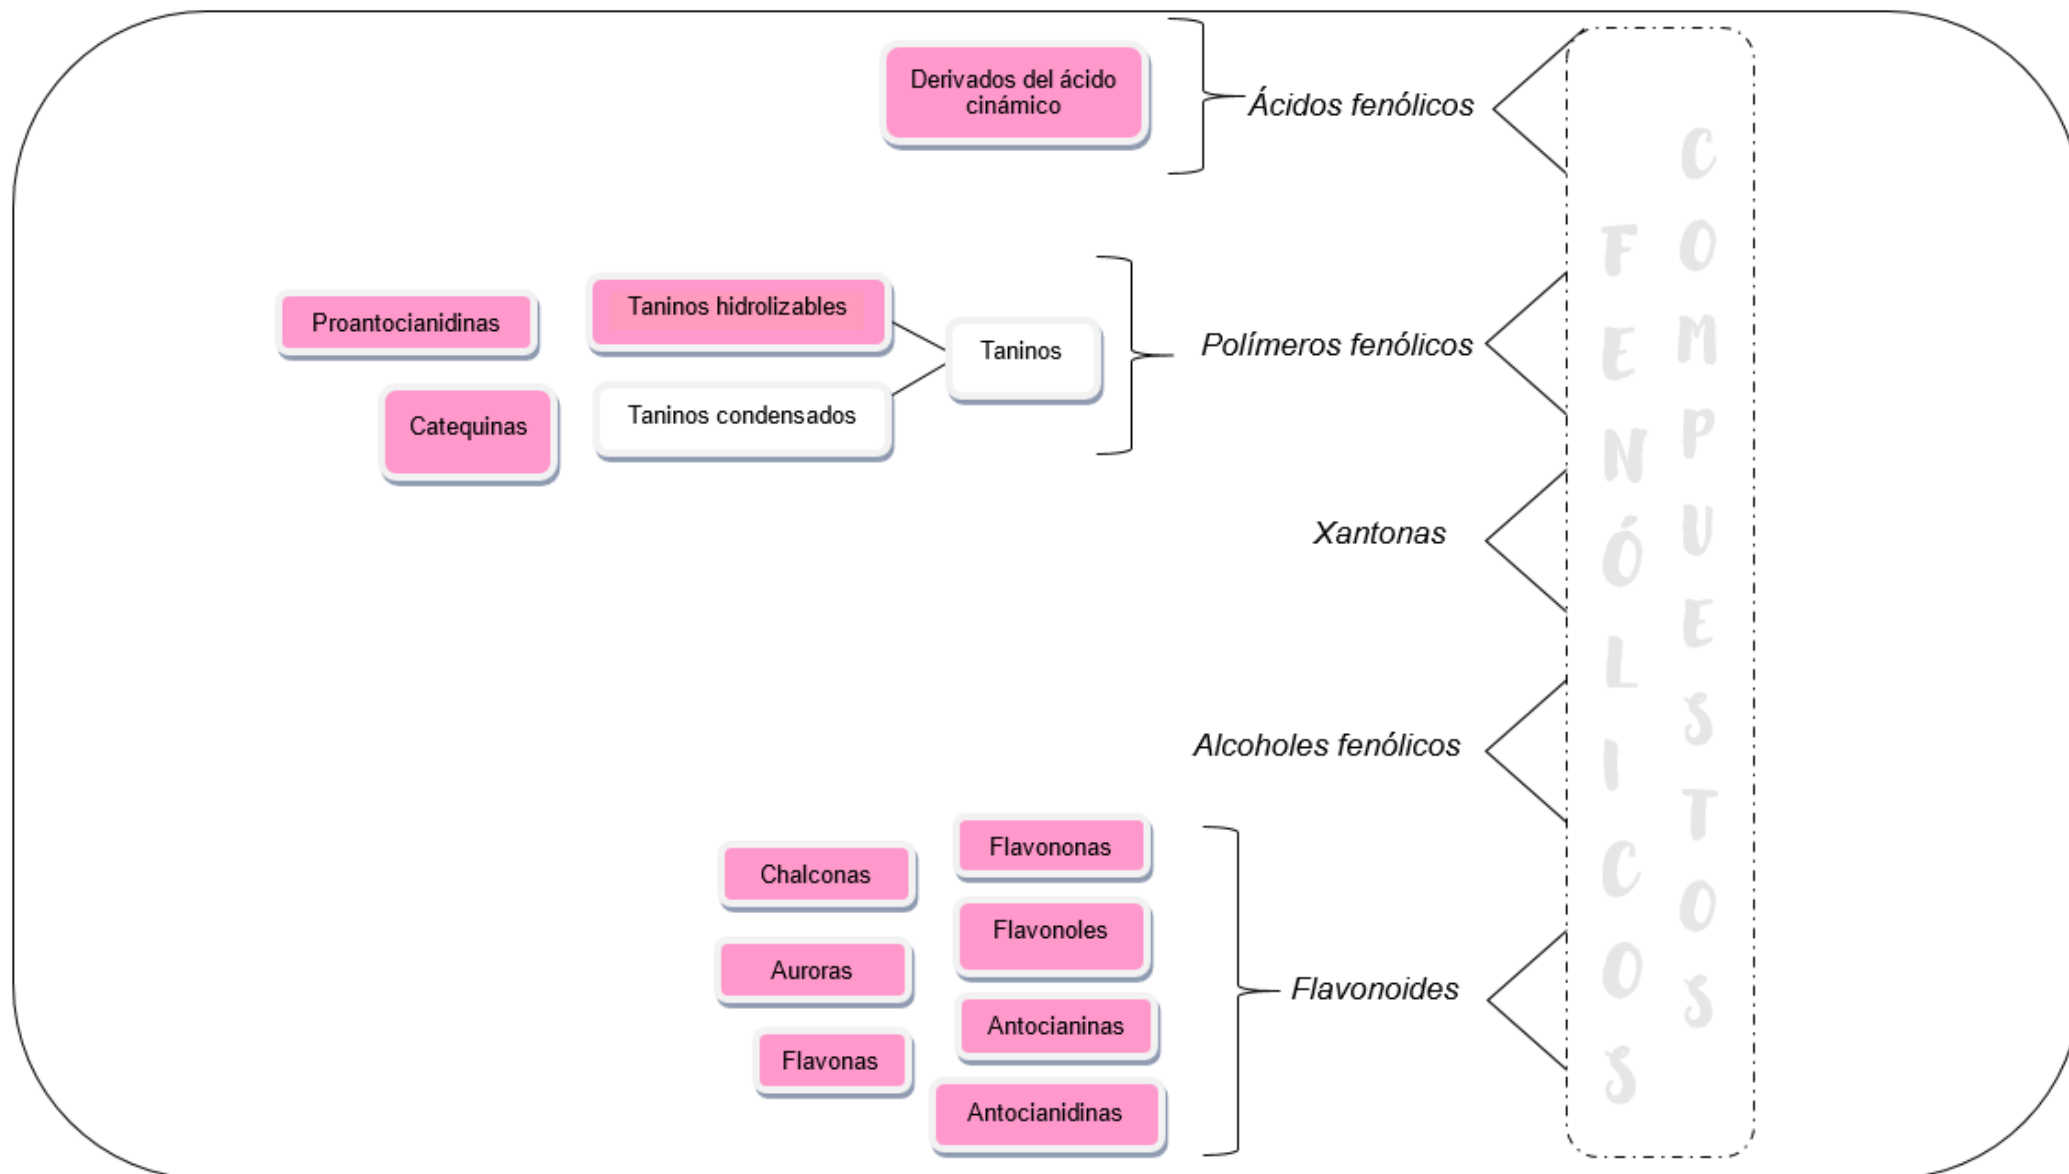 COMPUESTOS
FENÓLICOS
Derivados del ácido
cinámico
Ácidos fenólicos
Proantocianidinas
Taninos hidrolizables
Taninos
Polímeros fenólicos
Catequinas
Taninos condensados
Xantonas
Alcoholes fenólicos
Chalconas
Flavononas
Auroras
Flavonoles
Flavonoides
Flavonas
Antocianinas
Antocianidinas